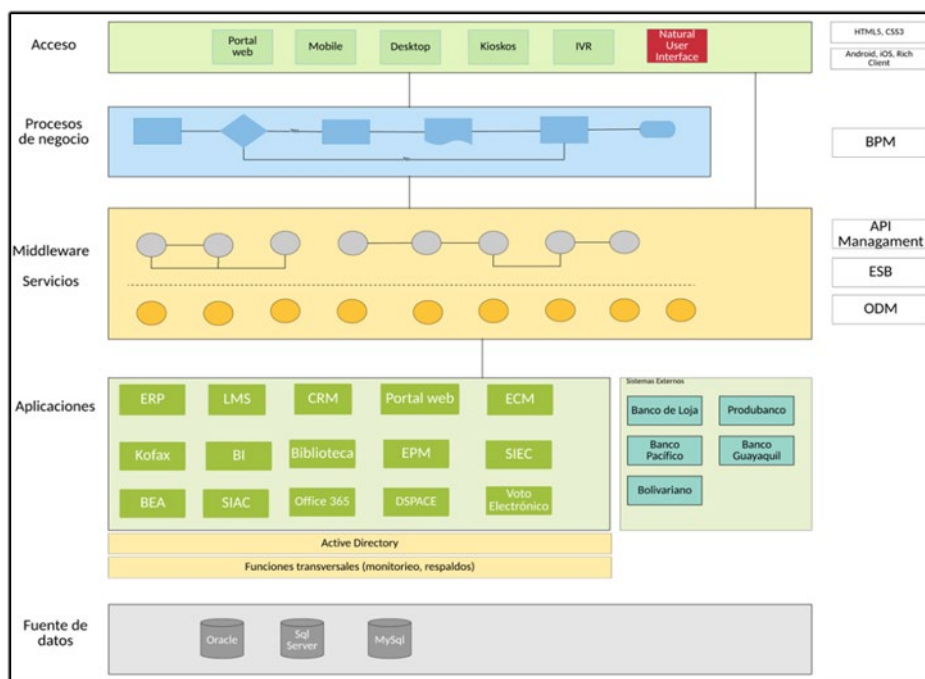 Acceso
Portal
web
Mobile
Desktop
Kioskos
IVR
Natural
User
Interface
HTML5, CSS3
Android, iOS, Rich
Client
Procesos
de negocio
BPM
Middleware
Servicios
API
Managament
ESB
ODM
Aplicaciones
ERP
LMS
CRM
Portal web
ECM
Kofax
BI
Biblioteca
EPM
SIEC
BEA
SIAC
Office 365
DSPACE
Voto
Electrónico
Sistemas Externos
Banco de Loja
Produbanco
Banco
Pacífico
Banco
Guayaquil
Bolivariano
Active Directory
Funciones transversales (monitorieo, respaldos)
Fuente de
datos
Oracle
Sql
Server
MySql